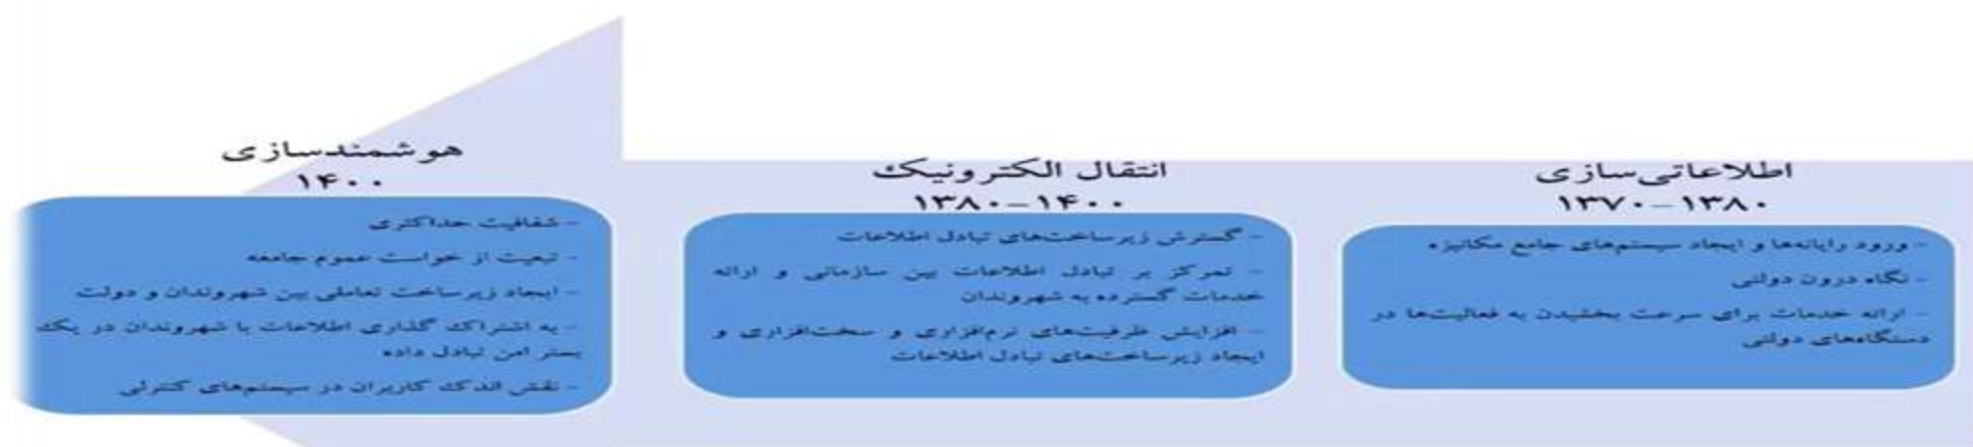 اطلاعاتی‌سازی
۱۳۷۰–۱۳۸۰
- ورود رایانه‌ها و ایجاد سیستم‌های جامع مکانیزه
- نگاه درون دولتی
- ارائه خدمات برای سرعت بخشیدن به فعالیت‌ها در
دستگاه‌های دولتی
انتقال الکترونیک
۱۳۸۰–۱۴۰۰
- گسترش زیرساخت‌های تبادل اطلاعات
- تمرکز بر تبادل اطلاعات بین سازمانی و ارائه
خدمات گسترده به شهروندان
- افزایش ظرفیت‌های نرم‌افزاری و سخت‌افزاری و
ایجاد زیرساخت‌های تبادل اطلاعات
هوشمندسازی
۱۴۰۰
- شفافیت حداکثری
- تبعیت از خواست عموم جامعه
- ایجاد زیرساخت تعاملی بین شهروندان و دولت
- به اشتراک گذاری اطلاعات با شهروندان در یک
بستر امن تبادل داده
- نقش اندک کاربران در سیستم‌های کنترلی